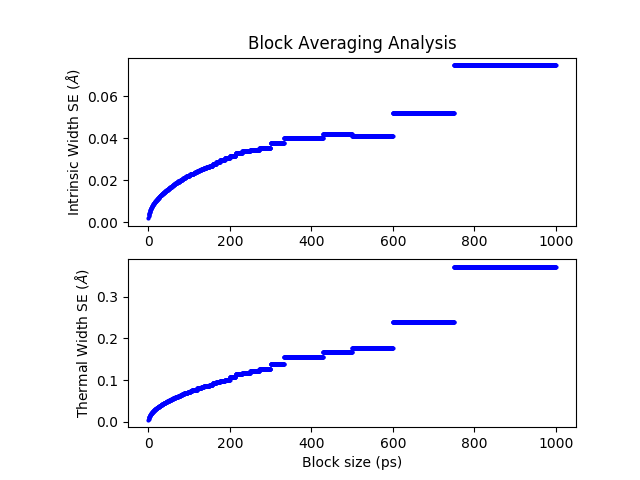 Block Averaging Analysis
Intrinsic Width SE (Å)
0.06
0.04
0.02
0.00
0 200 400 600 800 1000
Thermal Width SE (Å)
0.3
0.2
0.1
0.0
0 200 400 600 800 1000
Block size (ps)